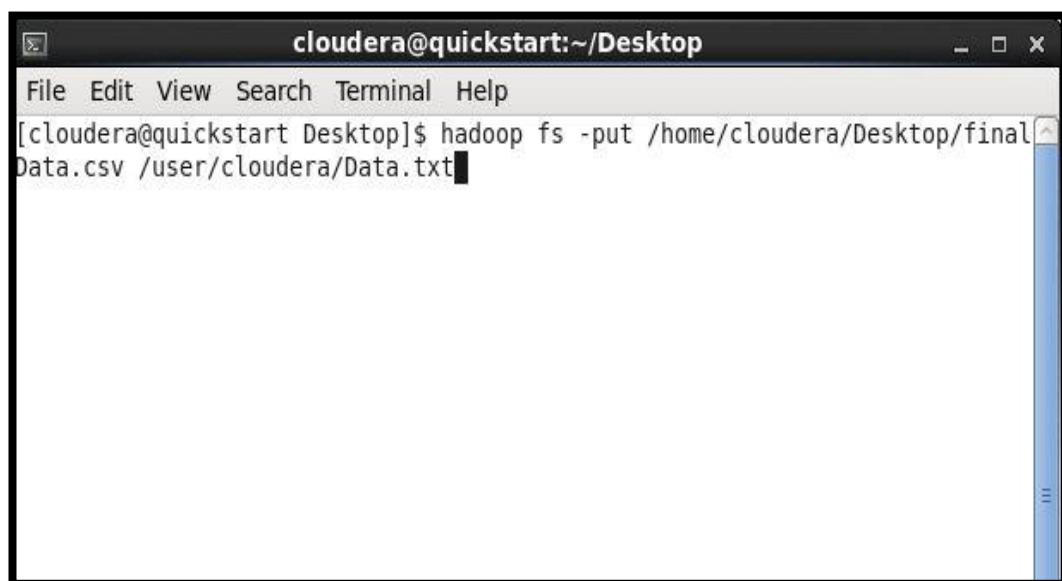 cloudera@quickstart:~/Desktop
File Edit View Search Terminal Help
[cloudera@quickstart Desktop]$ hadoop fs -put /home/cloudera/Desktop/final
Data.csv /user/cloudera/Data.txt